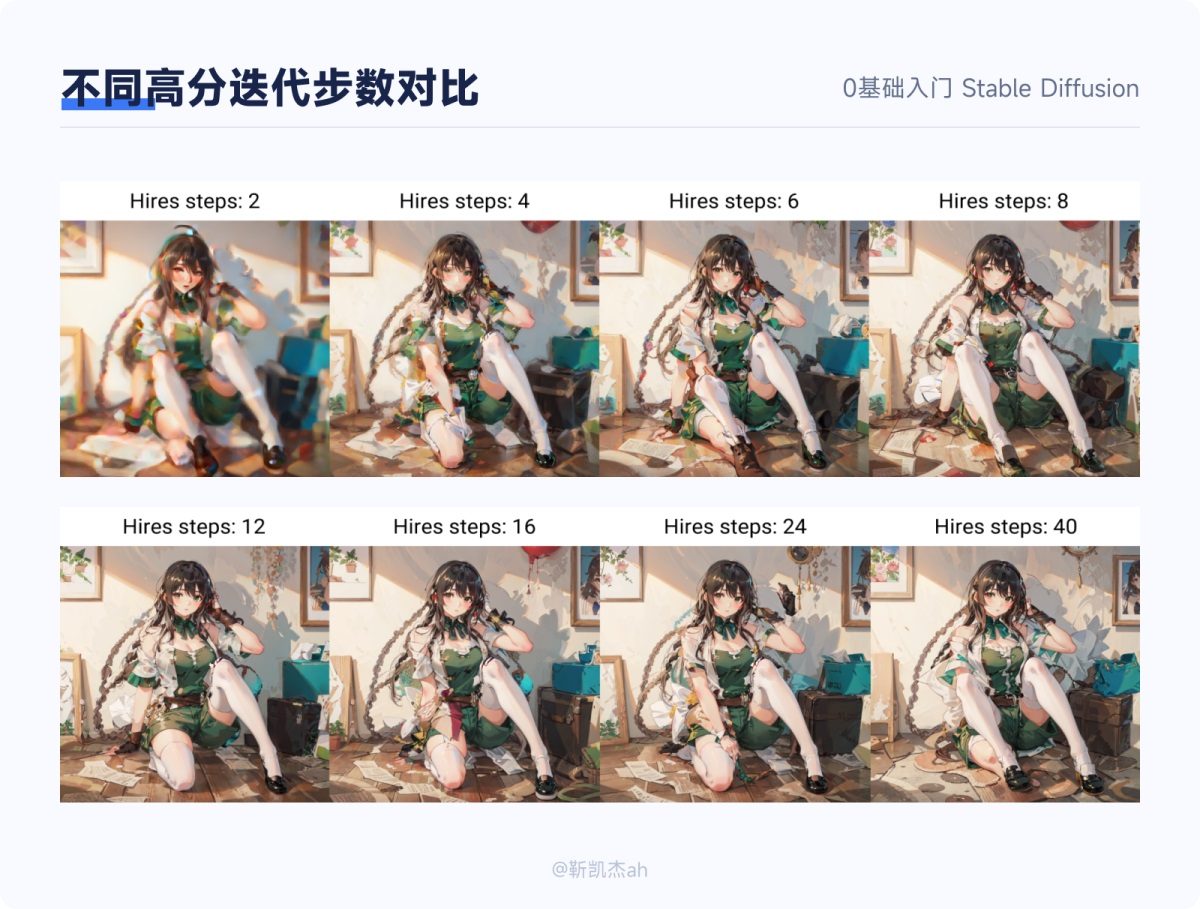 不同高分迭代步数对比
0基础入门 Stable Diffusion
Hires steps: 2
Hires steps: 4
Hires steps: 6
Hires steps: 8
Hires steps: 12
Hires steps: 16
Hires steps: 24
Hires steps: 40
@靳凯杰ah